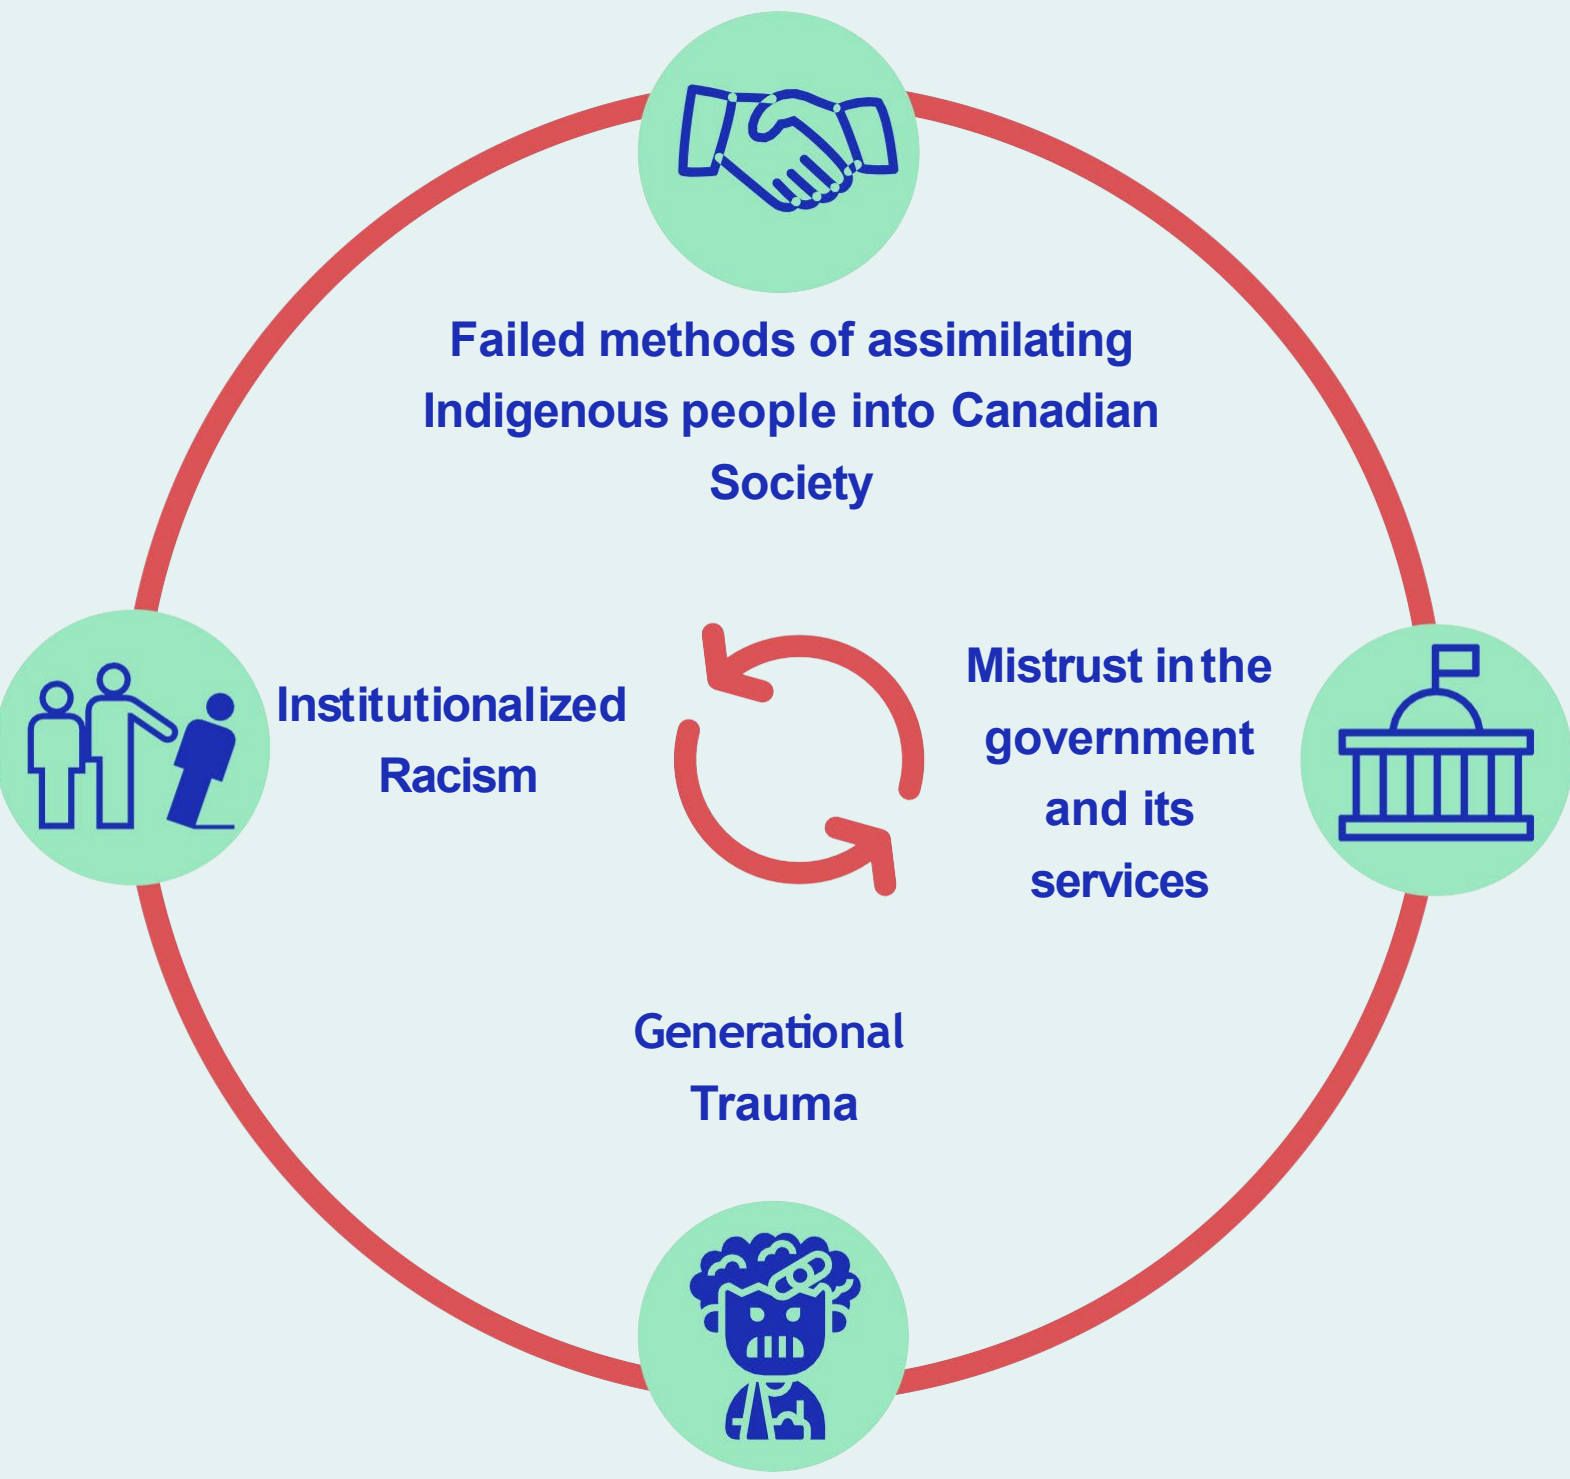 Failed methods of assimilating
Indigenous people into Canadian
Society
Institutionalized
Racism
Mistrust in the
government
and its
services
Generational
Trauma